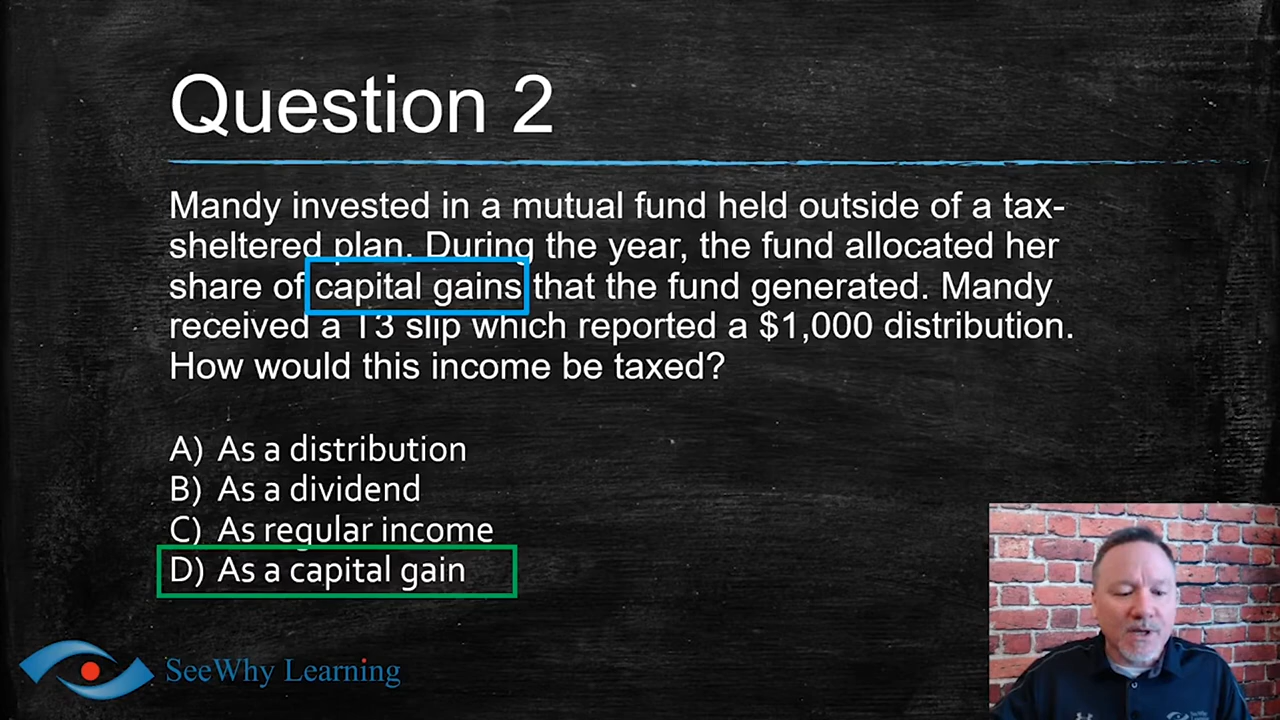 Question 2
Mandy invested in a mutual fund held outside of a tax-
sheltered plan. During the year, the fund allocated her
share of capital gains that the fund generated. Mandy
received a T3 slip which reported a $1,000 distribution.
How would this income be taxed?
A) As a distribution
B) As a dividend
C) As regular income
D) As a capital gain
SeeWhy Learning